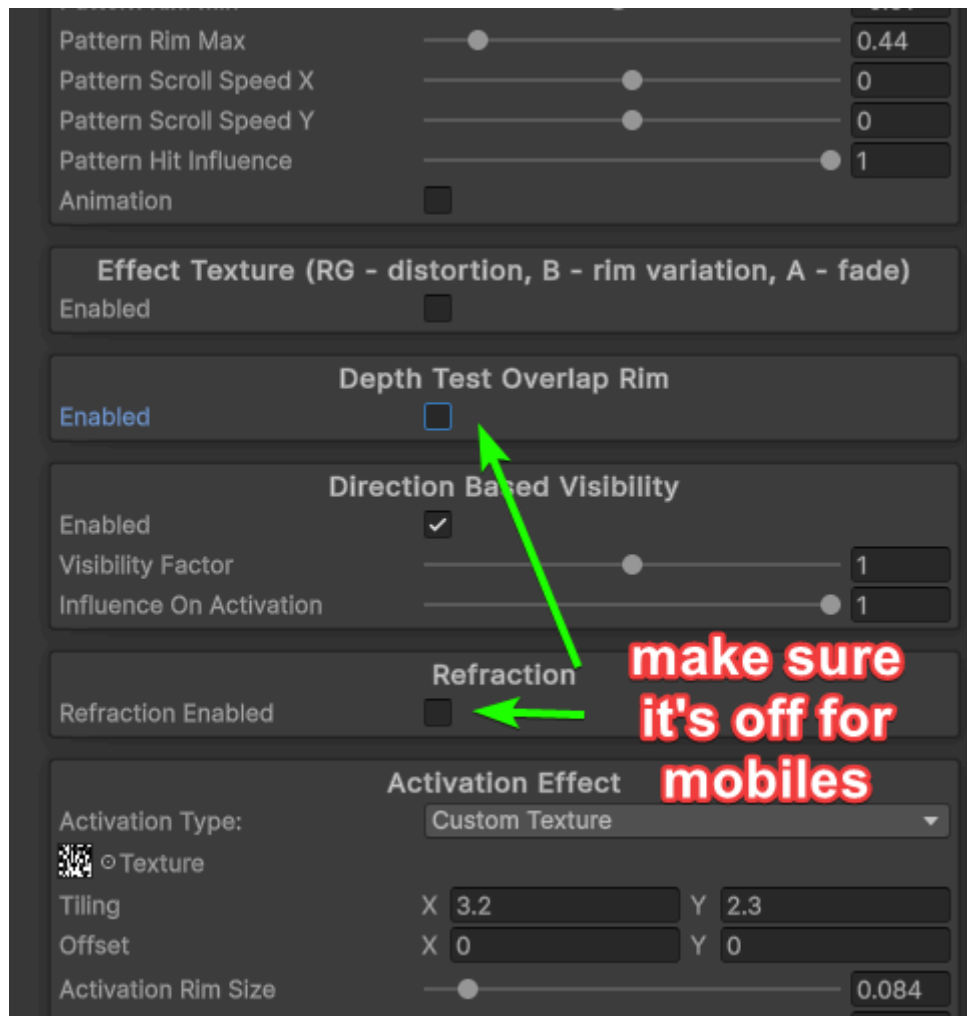 Pattern Rim Max 0.44
Pattern Scroll Speed X 0
Pattern Scroll Speed Y 0
Pattern Hit Influence 1
Animation
Effect Texture (RG - distortion, B - rim variation, A - fade)
Enabled
Depth Test Overlap Rim
Enabled
Direction Based Visibility
Enabled
Visibility Factor 1
Influence On Activation 1
Refraction
Refraction Enabled
make sure
it's off for
mobiles
Activation Effect
Activation Type: Custom Texture
Texture
Tiling X 3.2 Y 2.3
Offset X 0 Y 0
Activation Rim Size 0.084